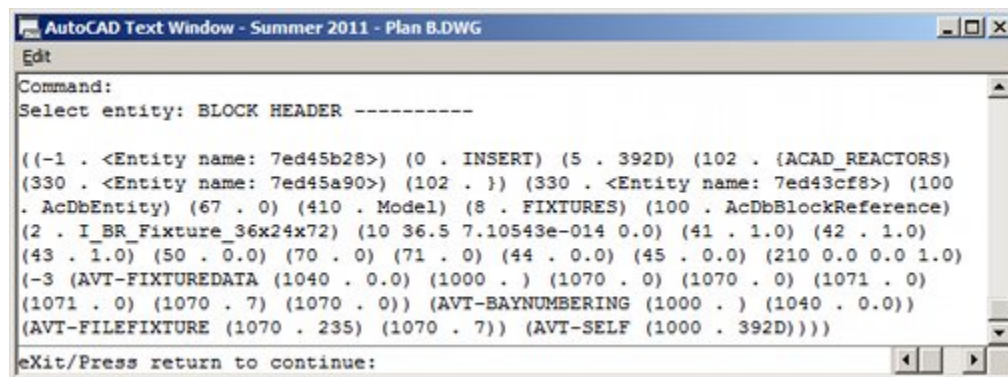 AutoCAD Text Window - Summer 2011 - Plan B.DWG
Edit
Command:
Select entity: BLOCK HEADER ----------
((-1 . <Entity name: 7ed45b28>) (0 . INSERT) (5 . 392D) (102 . {ACAD_REACTORS)
(330 . <Entity name: 7ed45a90>) (102 . }) (330 . <Entity name: 7ed43cf8>) (100
. AcDbEntity) (67 . 0) (410 . Model) (8 . FIXTURES) (100 . AcDbBlockReference)
(2 . I_BR_Fixture_36x24x72) (10 36.5 7.10543e-014 0.0) (41 . 1.0) (42 . 1.0)
(43 . 1.0) (50 . 0.0) (70 . 0) (71 . 0) (44 . 0.0) (45 . 0.0) (210 0.0 0.0 1.0)
(-3 (AVT-FIXTUREDATA (1040 . 0.0) (1000 . ) (1070 . 0) (1070 . 0) (1071 . 0)
(1071 . 0) (1070 . 7) (1070 . 0)) (AVT-BAYNUMBERING (1000 . ) (1040 . 0.0))
(AVT-FILEFIXTURE (1070 . 235) (1070 . 7)) (AVT-SELF (1000 . 392D))))
eXit/Press return to continue: